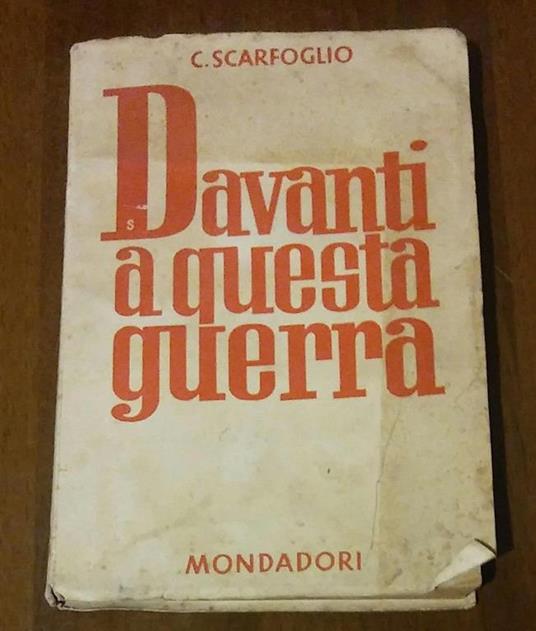 C. SCARFOGLIO
Davanti
S
a questa
guerra
MONDADORI